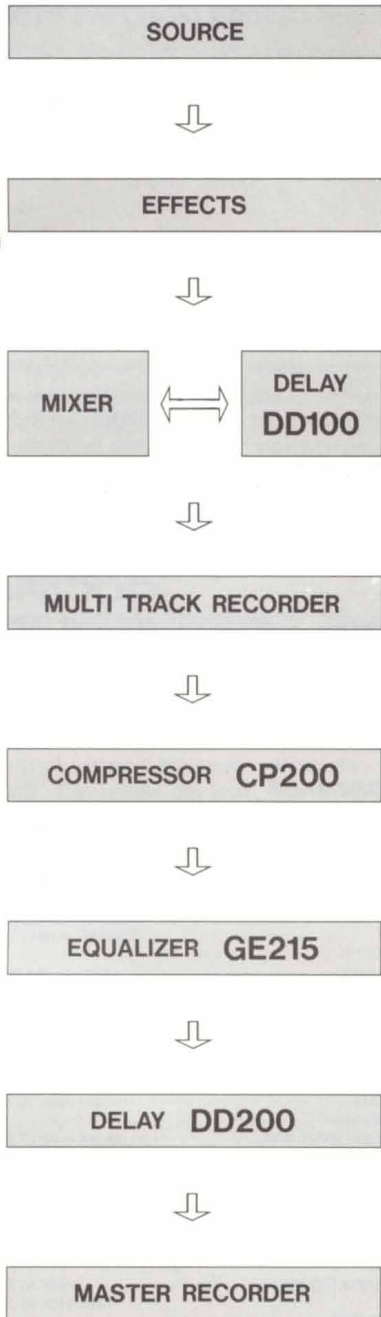 SOURCE
EFFECTS
MIXER
DELAY
DD100
MULTI TRACK RECORDER
COMPRESSOR CP200
EQUALIZER GE215
DELAY DD200
MASTER RECORDER